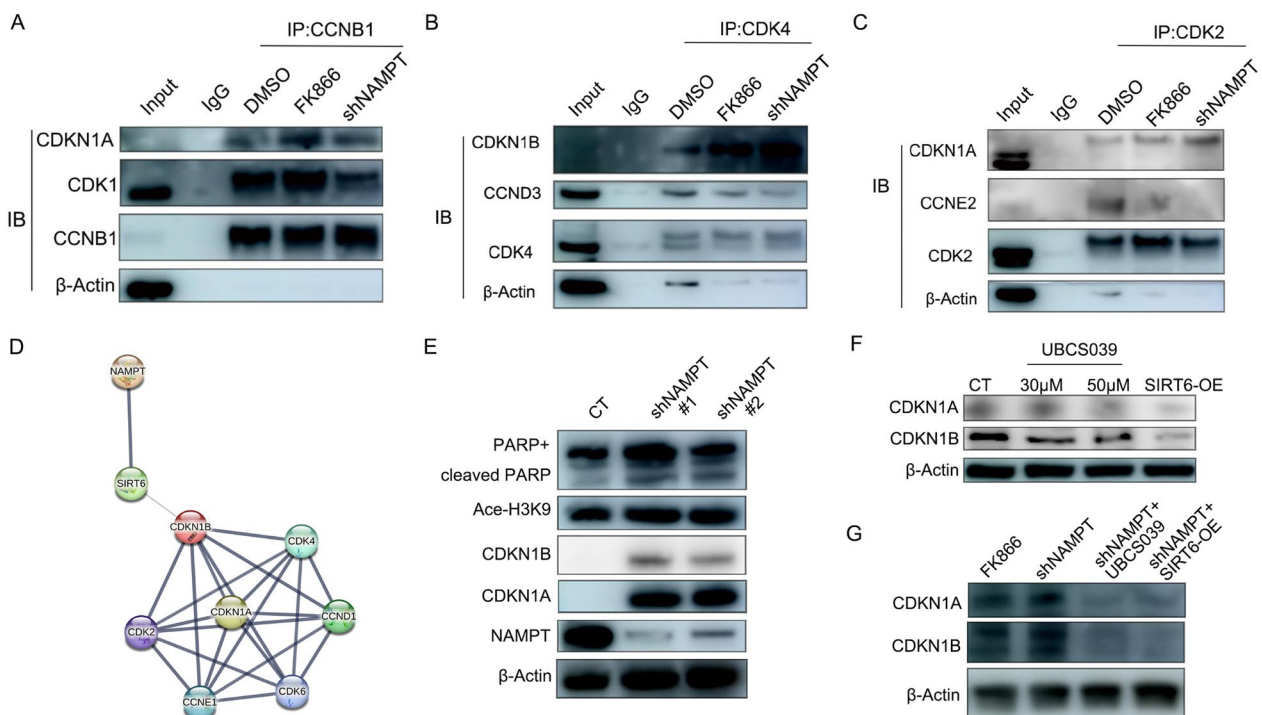 A
IP:CCNB1
Input
IgG
DMSO
FK866
shNAMPT
IB
CDKN1A
CDK1
CCNB1
β-Actin
B
IP:CDK4
Input
IgG
DMSO
FK866
shNAMPT
IB
CDKN1B
CCND3
CDK4
β-Actin
C
IP:CDK2
Input
IgG
DMSO
FK866
shNAMPT
IB
CDKN1A
CCNE2
CDK2
β-Actin
D
NAMPT
SIRT6
CDKN1B
CDK4
CDKN1A
CCND1
CDK2
CDK6
CCNE1
E
CT
shNAMPT
#1
shNAMPT
#2
PARP+
cleaved PARP
Ace-H3K9
CDKN1B
CDKN1A
NAMPT
β-Actin
F
UBCS039
CT 30μM 50μM SIRT6-OE
CDKN1A
CDKN1B
β-Actin
G
FK866
shNAMPT
shNAMPT+
UBCS039
shNAMPT+
SIRT6-OE
CDKN1A
CDKN1B
β-Actin